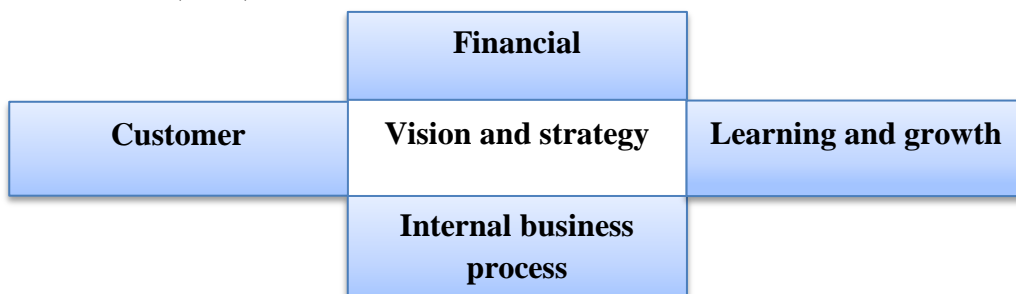 Financial
Customer
Vision and strategy
Learning and growth
Internal business
process